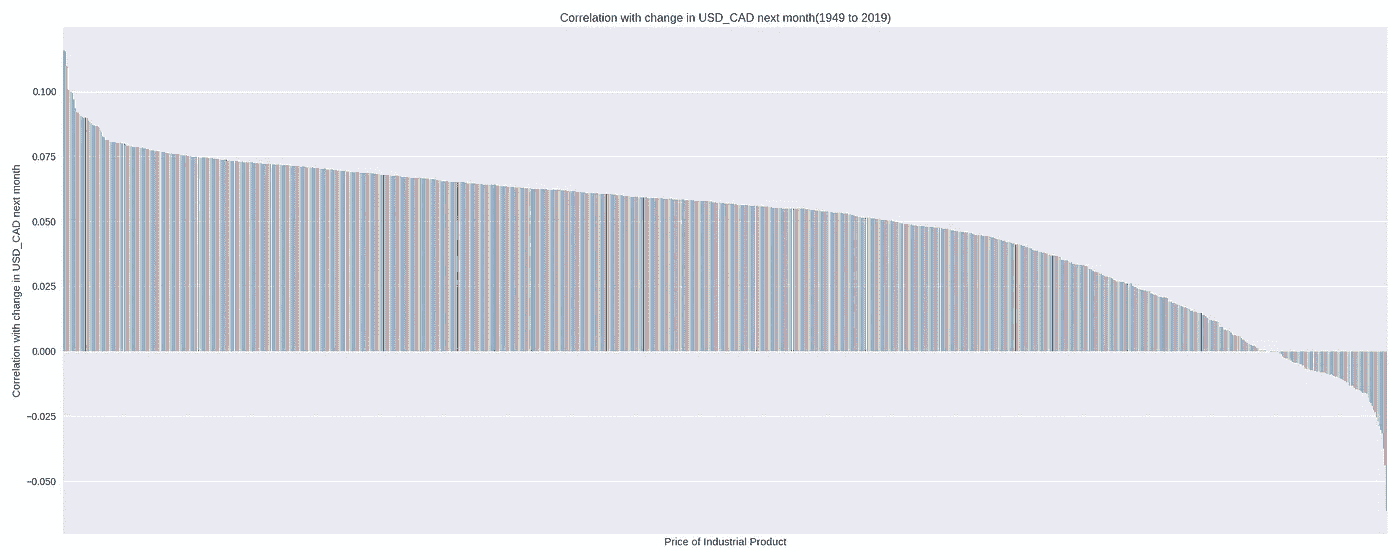 Correlation with change in USD_CAD next month(1949 to 2019)
Correlation with change in USD_CAD next month
0.100
0.075
0.050
0.025
0.000
−0.025
−0.050
Price of Industrial Product